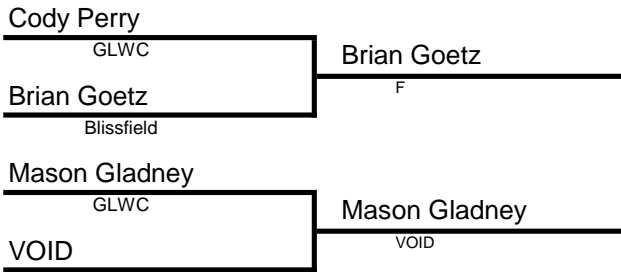 Cody Perry
GLWC
Brian Goetz
F
Brian Goetz
Blissfield
Mason Gladney
GLWC
Mason Gladney
VOID
VOID